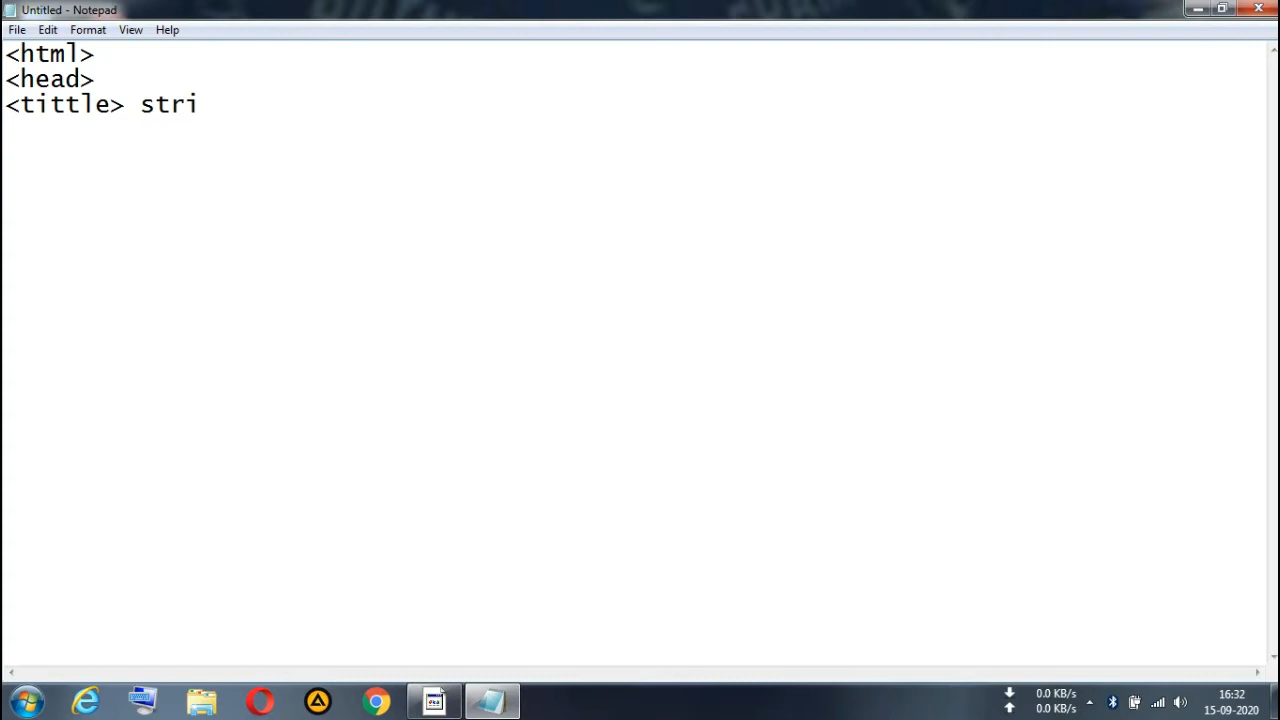 Untitled - Notepad
File Edit Format View Help
<html>
<head>
<tittle> stri
0.0 KB/s
0.0 KB/s
16:32
15-09-2020